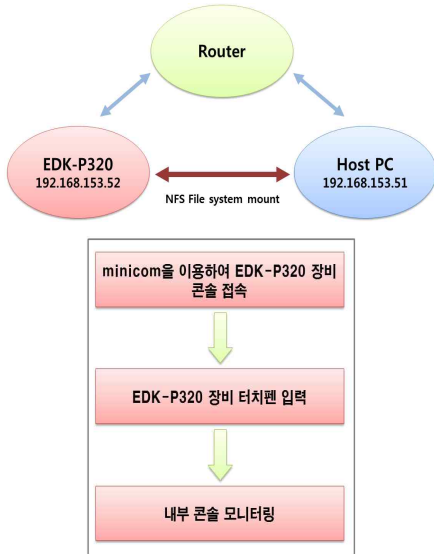 Router
EDK-P320
192.168.153.52
Host PC
192.168.153.51
NFS File system mount
minicom을 이용하여 EDK-P320 장비
콘솔 접속
EDK-P320 장비 터치펜 입력
내부 콘솔 모니터링